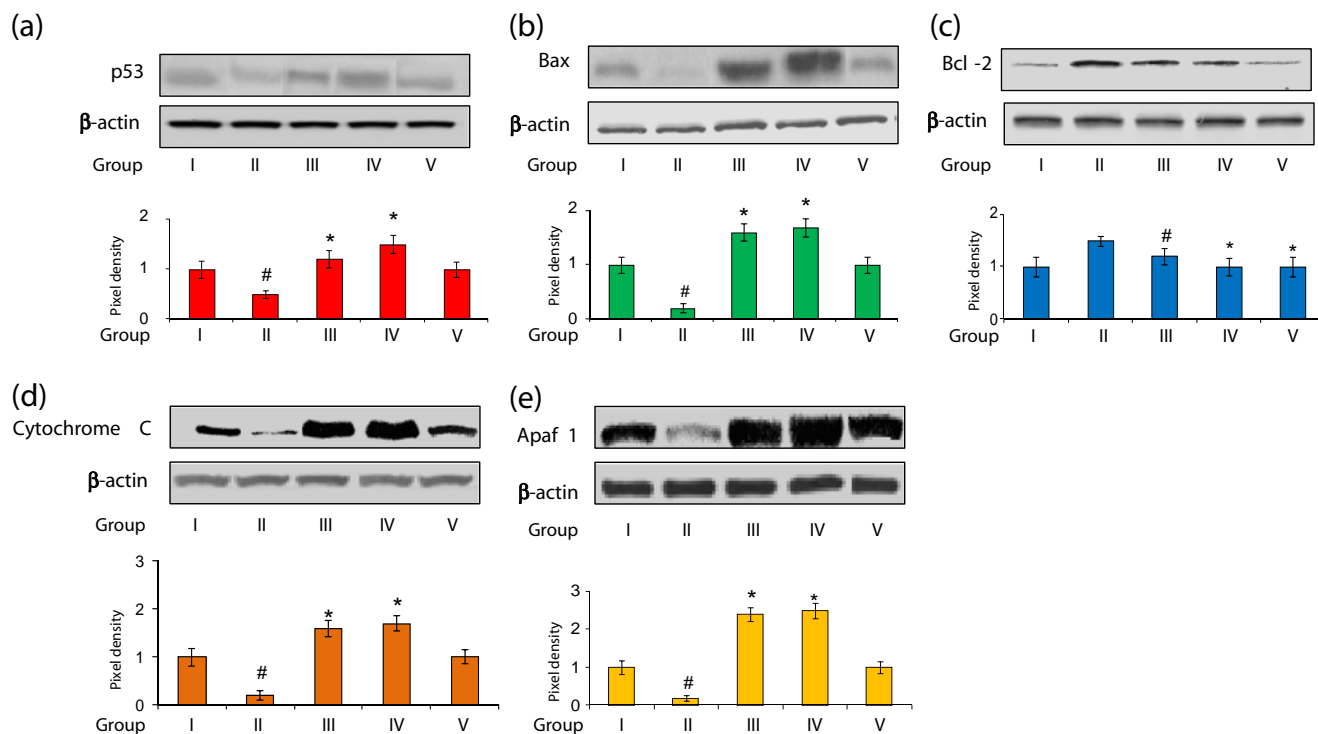 (a)
p53
β-actin
Group I II III IV V
2
1
0
Pixel density
#
*
*
Group I II III IV V
(b)
Bax
β-actin
Group I II III IV V
2
1
0
Pixel density
#
*
*
Group I II III IV V
(c)
Bcl -2
β-actin
Group I II III IV V
2
1
0
Pixel density
#
*
*
Group I II III IV V
(d)
Cytochrome C
β-actin
Group I II III IV V
3
2
1
0
Pixel density
#
*
*
Group I II III IV V
(e)
Apaf 1
β-actin
Group I II III IV V
3
2
1
0
Pixel density
#
*
*
Group I II III IV V